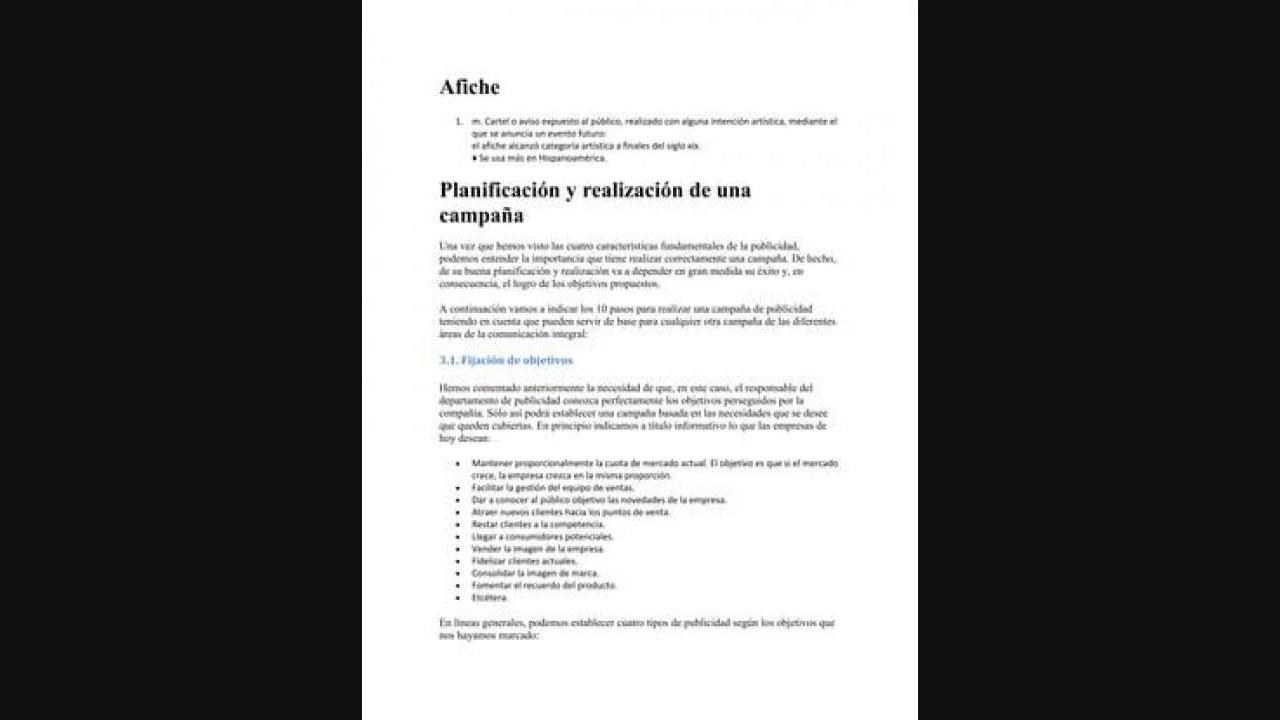 Afiche
1. m. Cartel o aviso expuesto al público, realizado con alguna intención artística, mediante el
que se anuncia un evento futuro:
el afiche alcanzó categoría artística a finales del siglo XIX.
♦ Se usa más en Hispanoamérica.
Planificación y realización de una
campaña
Una vez que hemos visto las cuatro características fundamentales de la publicidad,
podemos entender la importancia que tiene realizar correctamente una campaña. De hecho,
de su buena planificación y realización va a depender en gran medida su éxito y, en
consecuencia, el logro de los objetivos propuestos.
A continuación vamos a indicar los 10 pasos para realizar una campaña de publicidad
teniendo en cuenta que pueden servir de base para cualquier otra campaña de las diferentes
áreas de la comunicación integral:
3.1. Fijación de objetivos
Hemos comentado anteriormente la necesidad de que, en este caso, el responsable del
departamento de publicidad conozca perfectamente los objetivos perseguidos por la
compañía. Sólo así podrá establecer una campaña basada en las necesidades que se desee
que queden cubiertas. En principio indicamos a título informativo lo que las empresas de
hoy desean:
• Mantener proporcionalmente la cuota de mercado actual. El objetivo es que si el mercado
crece, la empresa crezca en la misma proporción.
• Facilitar la gestión del equipo de ventas.
• Dar a conocer al público objetivo las novedades de la empresa.
• Atraer nuevos clientes hacia los puntos de venta.
• Restar clientes a la competencia.
• Llegar a consumidores potenciales.
• Vender la imagen de la empresa.
• Fidelizar clientes actuales.
• Consolidar la imagen de marca.
• Fomentar el recuerdo del producto.
• Etcétera.
En líneas generales, podemos establecer cuatro tipos de publicidad según los objetivos que
nos hayamos marcado: